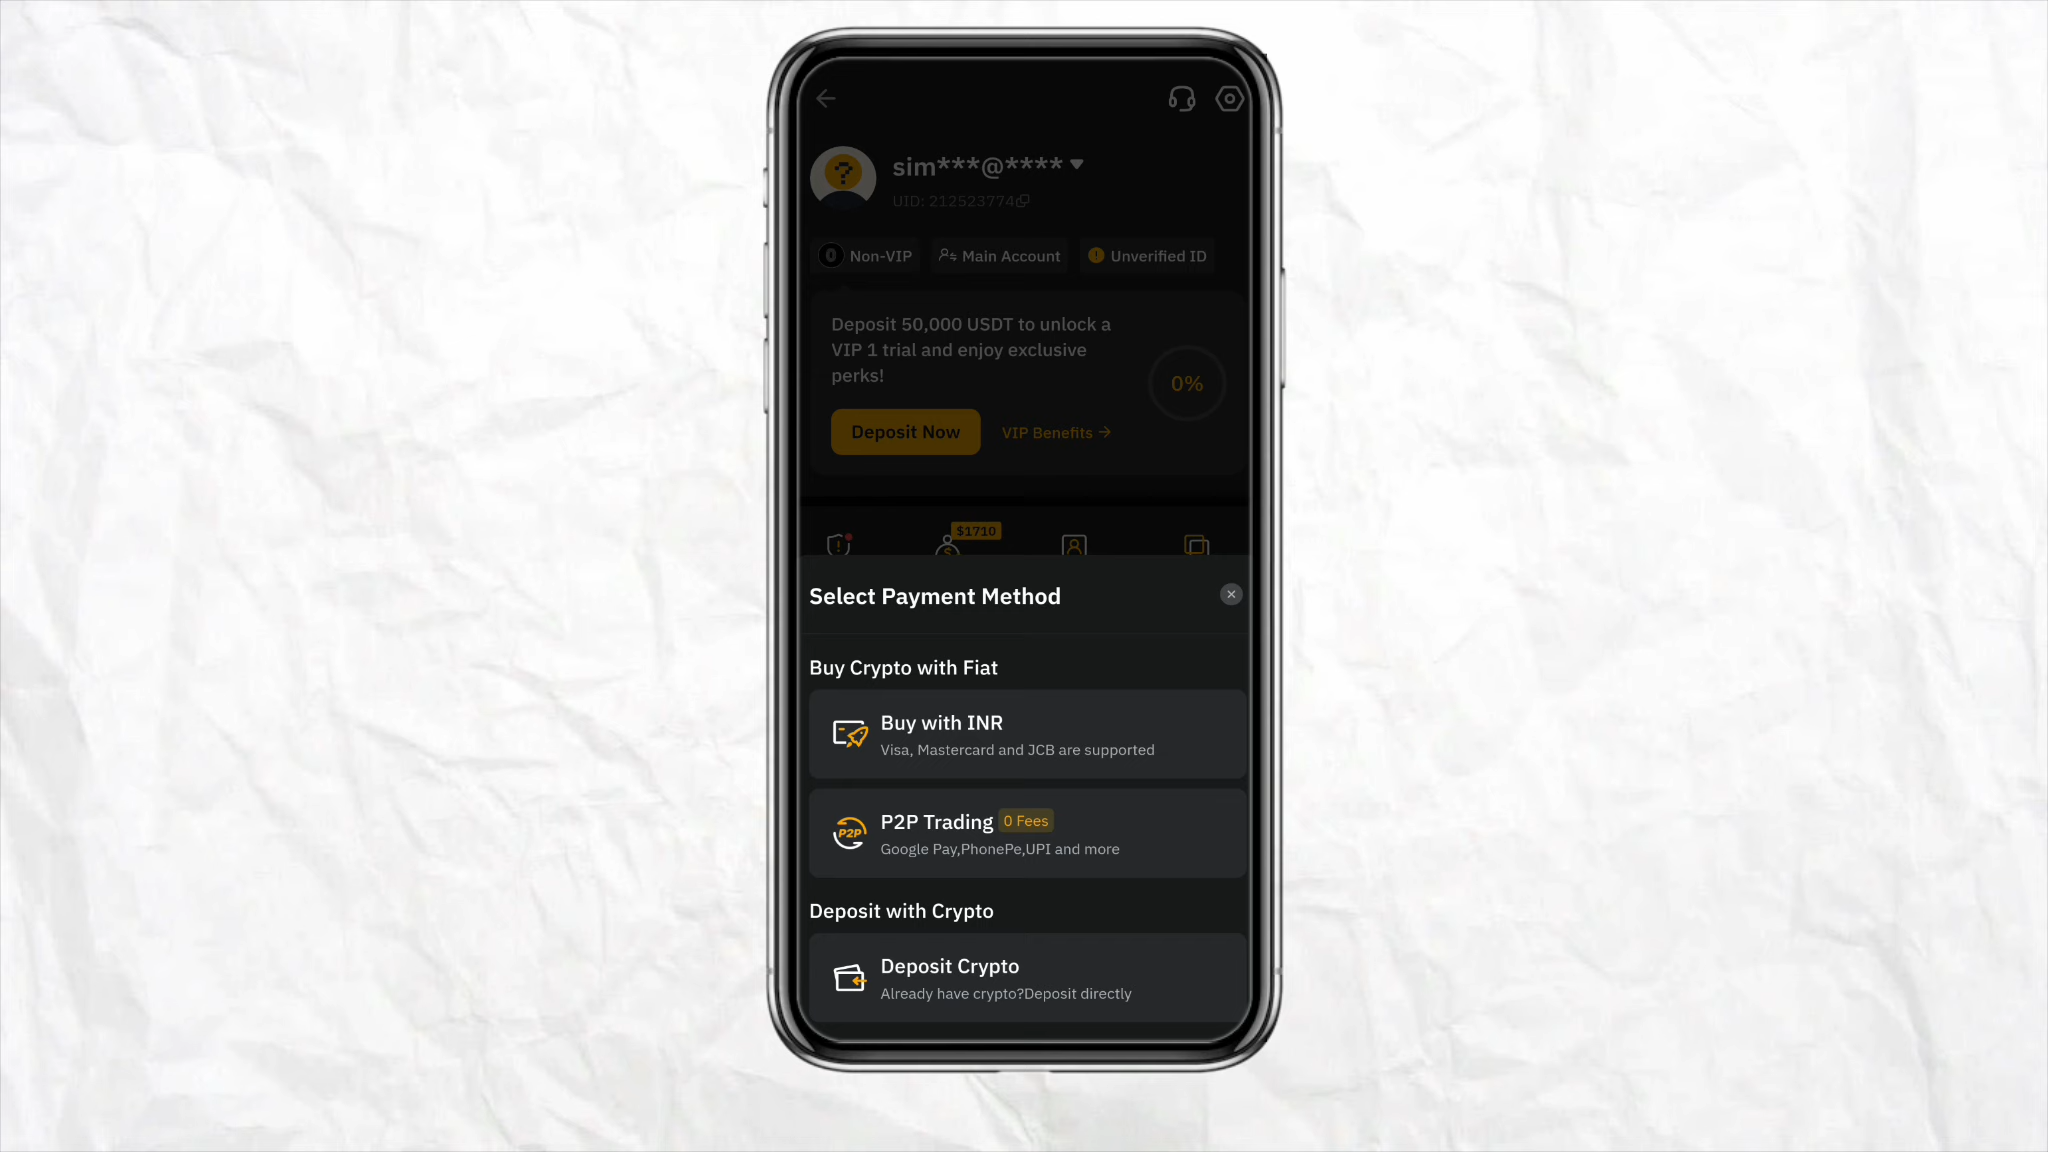 sim***@****
UID: 212523774
0 Non-VIP
Main Account
Unverified ID
Deposit 50,000 USDT to unlock a
VIP 1 trial and enjoy exclusive
perks!
0%
Deposit Now
VIP Benefits
$1710
Select Payment Method
Buy Crypto with Fiat
Buy with INR
Visa, Mastercard and JCB are supported
P2P
P2P Trading 0 Fees
Google Pay,PhonePe,UPI and more
Deposit with Crypto
Deposit Crypto
Already have crypto?Deposit directly